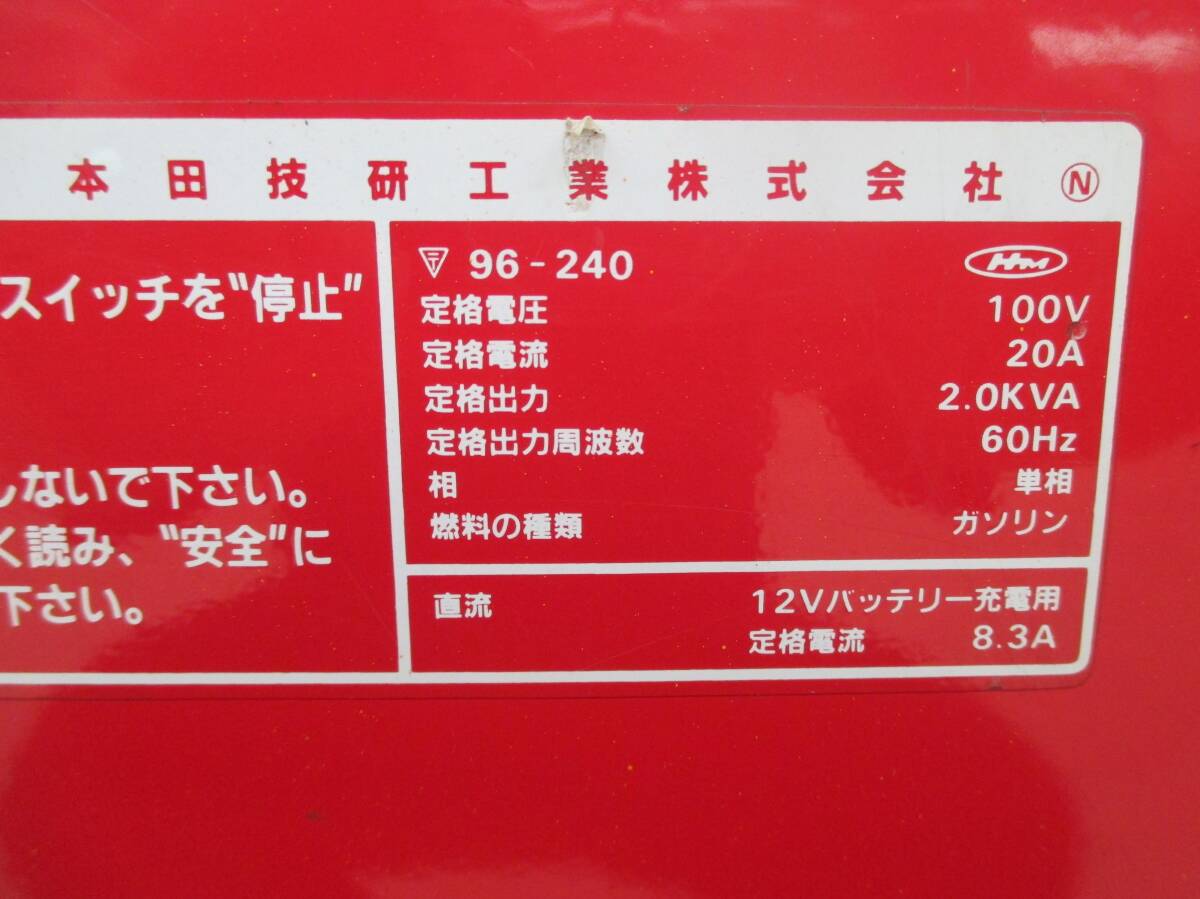 本田技研工業株式会社 Ⓝ
スイッチを"停止"
しないで下さい。
く読み、"安全"に
下さい。
〒 96-240 HM
定格電圧 100V
定格電流 20A
定格出力 2.0KVA
定格出力周波数 60Hz
相 単相
燃料の種類 ガソリン
直流 12Vバッテリー充電用
定格電流 8.3A